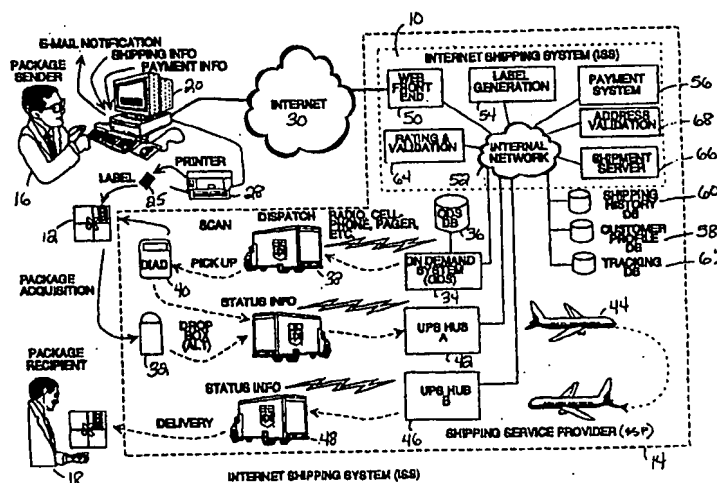 E-MAIL NOTIFICATION
SHIPPING INFO
PAYMENT INFO
PACKAGE SENDER
20
16
INTERNET
30
10
INTERNET SHIPPING SYSTEM (ISS)
WEB FRONT END
50
LABEL GENERATION
54
PAYMENT SYSTEM
56
ADDRESS VALIDATION
68
RATING & VALIDATION
64
INTERNAL NETWORK
52
SHIPMENT SERVER
66
PRINTER
LABEL
25
28
12
SCAN
DISPATCH
RADIO, CELL PHONE, PAGER, ETC.
ODS DB
36
SHIPPING HISTORY DB
60
CUSTOMER PROFILE DB
58
TRACKING DB
DIAD
PICK UP
40
ON DEMAND SYSTEM (ODS)
34
PACKAGE ACQUISITION
STATUS INFO
DROP
(ALT)
UPS HUB A
42
44
PACKAGE RECIPIENT
STATUS INFO
UPS HUB B
DELIVERY
48
46
SHIPPING SERVICE PROVIDER (SSP)
18
14
INTERNET SHIPPING SYSTEM (ISS)